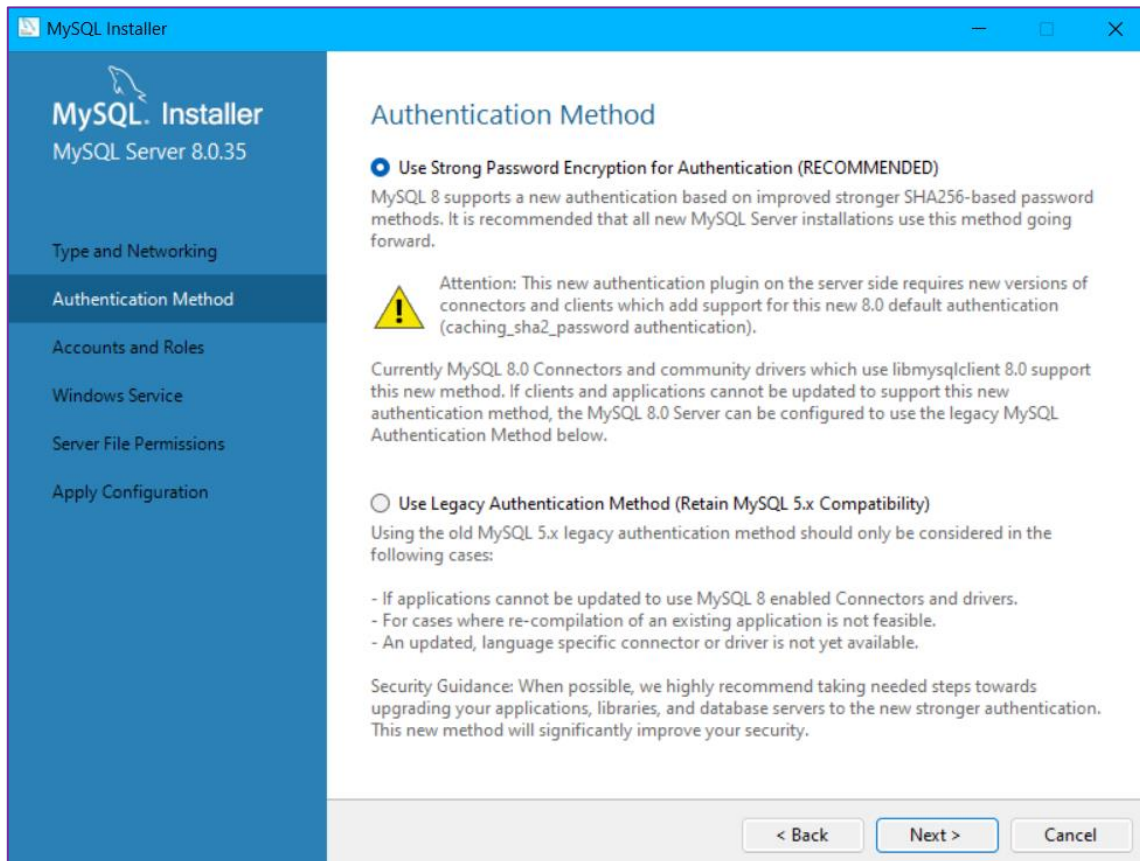 MySQL Installer
MySQL. Installer
MySQL Server 8.0.35
Type and Networking
Authentication Method
Accounts and Roles
Windows Service
Server File Permissions
Apply Configuration
Authentication Method
Use Strong Password Encryption for Authentication (RECOMMENDED)
MySQL 8 supports a new authentication based on improved stronger SHA256-based password
methods. It is recommended that all new MySQL Server installations use this method going
forward.
Attention: This new authentication plugin on the server side requires new versions of
connectors and clients which add support for this new 8.0 default authentication
(caching_sha2_password authentication).
Currently MySQL 8.0 Connectors and community drivers which use libmysqlclient 8.0 support
this new method. If clients and applications cannot be updated to support this new
authentication method, the MySQL 8.0 Server can be configured to use the legacy MySQL
Authentication Method below.
Use Legacy Authentication Method (Retain MySQL 5.x Compatibility)
Using the old MySQL 5.x legacy authentication method should only be considered in the
following cases:
- If applications cannot be updated to use MySQL 8 enabled Connectors and drivers.
- For cases where re-compilation of an existing application is not feasible.
- An updated, language specific connector or driver is not yet available.
Security Guidance: When possible, we highly recommend taking needed steps towards
upgrading your applications, libraries, and database servers to the new stronger authentication.
This new method will significantly improve your security.
< Back
Next >
Cancel